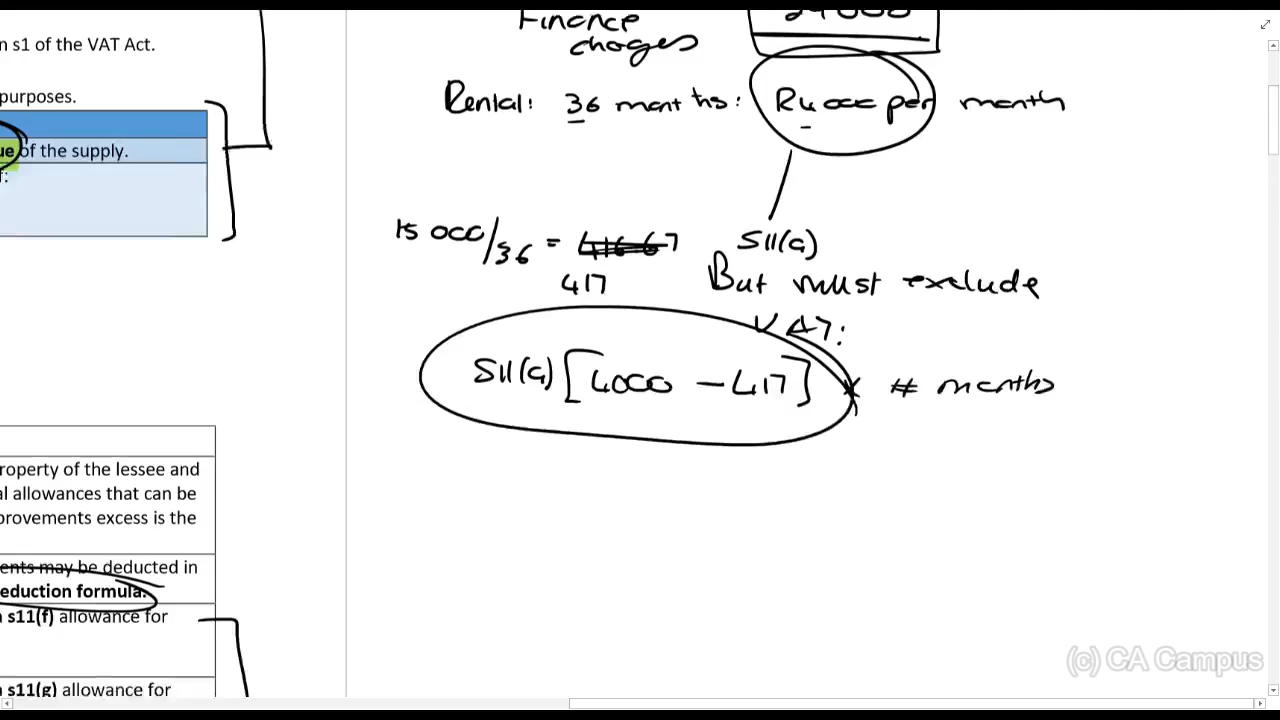 n s1 of the VAT Act.
purposes.
ue of the supply.
f:
roperty of the lessee and
al allowances that can be
provements excess is the
ents may be deducted in
eduction formula.
n s11(f) allowance for
n s11(g) allowance for
Finance
charges
Rental: 36 months: R4 000 per month
15 000/36 =
417
S11(a)
But must exclude
VAT:
S11(a) [4000 - 417] x # months
(c) CA Campus